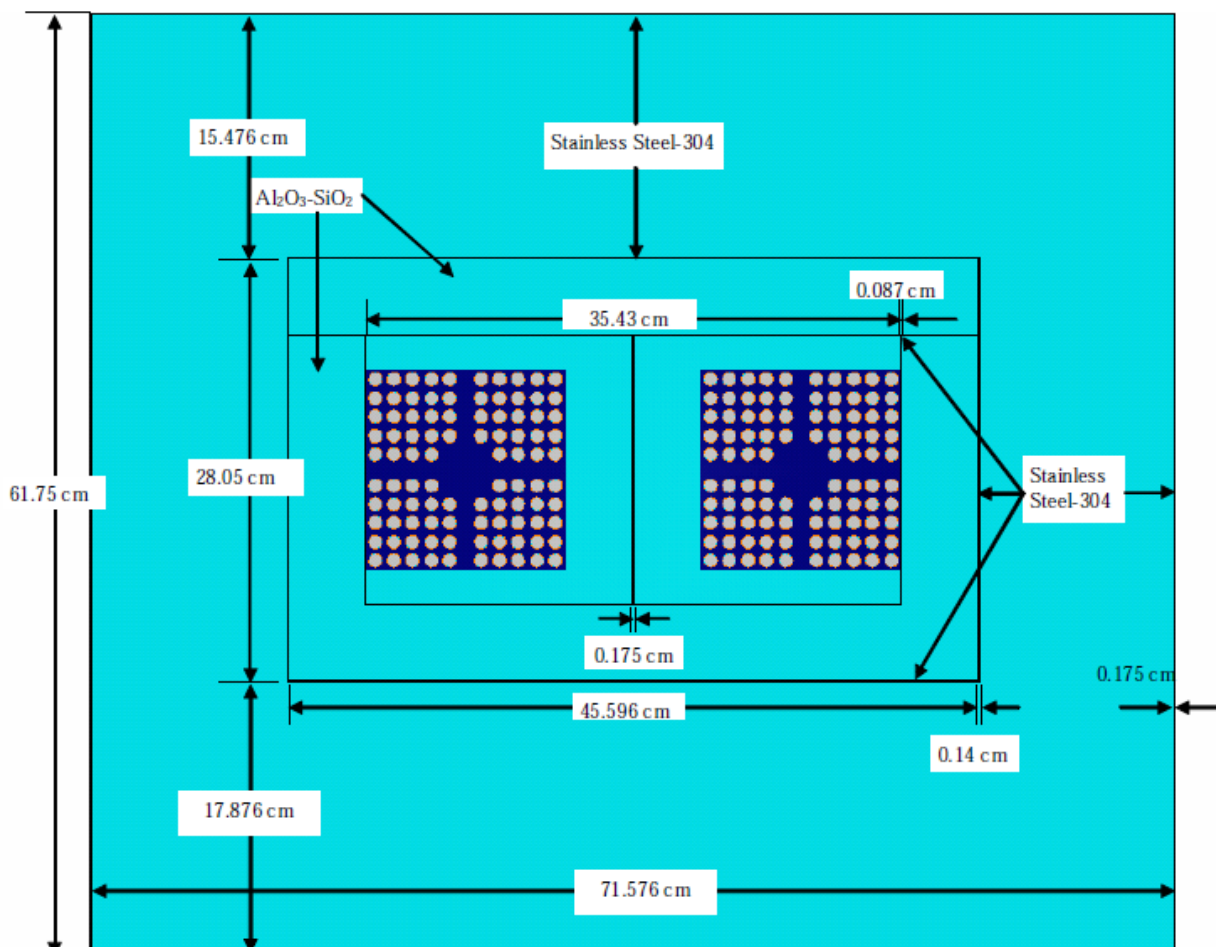 15.476 cm
Stainless Steel-304
Al₂O₃-SiO₂
0.087 cm
35.43 cm
28.05 cm
61.75 cm
Stainless
Steel-304
0.175 cm
0.175 cm
45.596 cm
0.14 cm
17.876 cm
71.576 cm